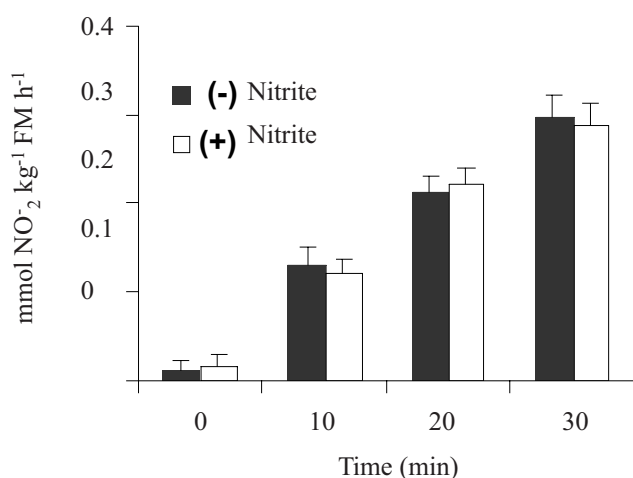 mmol NO₂⁻ kg⁻¹ FM h⁻¹
0.4
0.3
0.2
0.1
0
(-) Nitrite
(+) Nitrite
0 10 20 30
Time (min)